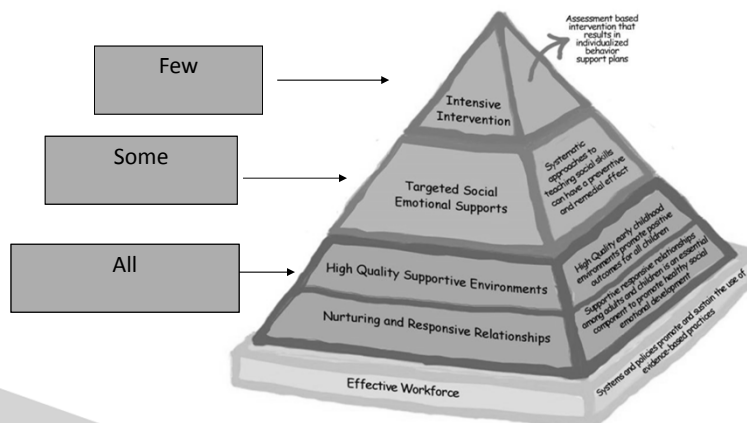 Few
Some
All
Assessment based
intervention that
results in
individualized
behavior
support plans
Intensive
Intervention
Systematic
approaches to
teaching social skills
can have a preventive
and remedial effect
Targeted Social
Emotional Supports
High Quality early childhood
environments promote positive
outcomes for all children
High Quality Supportive Environments
Supportive responsive relationships
among adults and children is an essential
component to promote healthy social
emotional development
Nurturing and Responsive Relationships
Systems and policies promote and sustain the use of
evidence-based practices
Effective Workforce